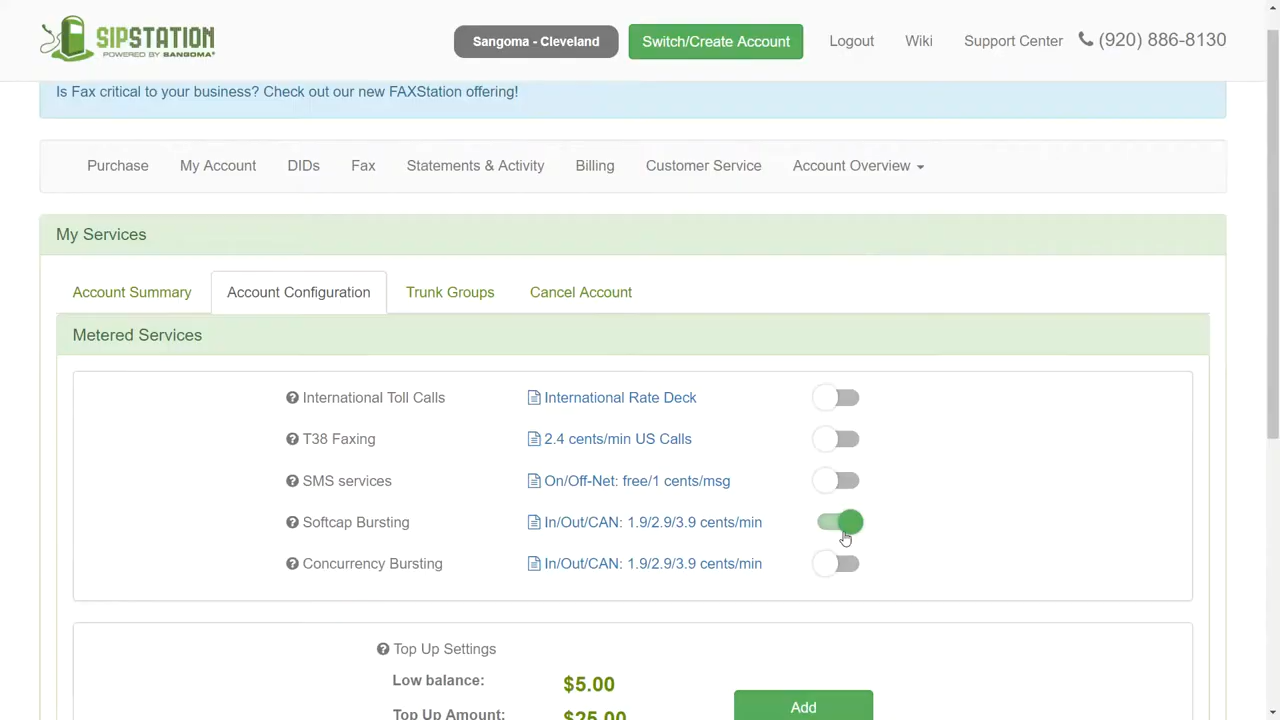 SIPSTATION
POWERED BY SANGOMA
Sangoma - Cleveland
Switch/Create Account
Logout
Wiki
Support Center
(920) 886-8130
Is Fax critical to your business? Check out our new FAXStation offering!
Purchase
My Account
DIDs
Fax
Statements & Activity
Billing
Customer Service
Account Overview
My Services
Account Summary
Account Configuration
Trunk Groups
Cancel Account
Metered Services
International Toll Calls
International Rate Deck
T38 Faxing
2.4 cents/min US Calls
SMS services
On/Off-Net: free/1 cents/msg
Softcap Bursting
In/Out/CAN: 1.9/2.9/3.9 cents/min
Concurrency Bursting
In/Out/CAN: 1.9/2.9/3.9 cents/min
Top Up Settings
Low balance:
$5.00
Add
Top Up Amount:
$25.00